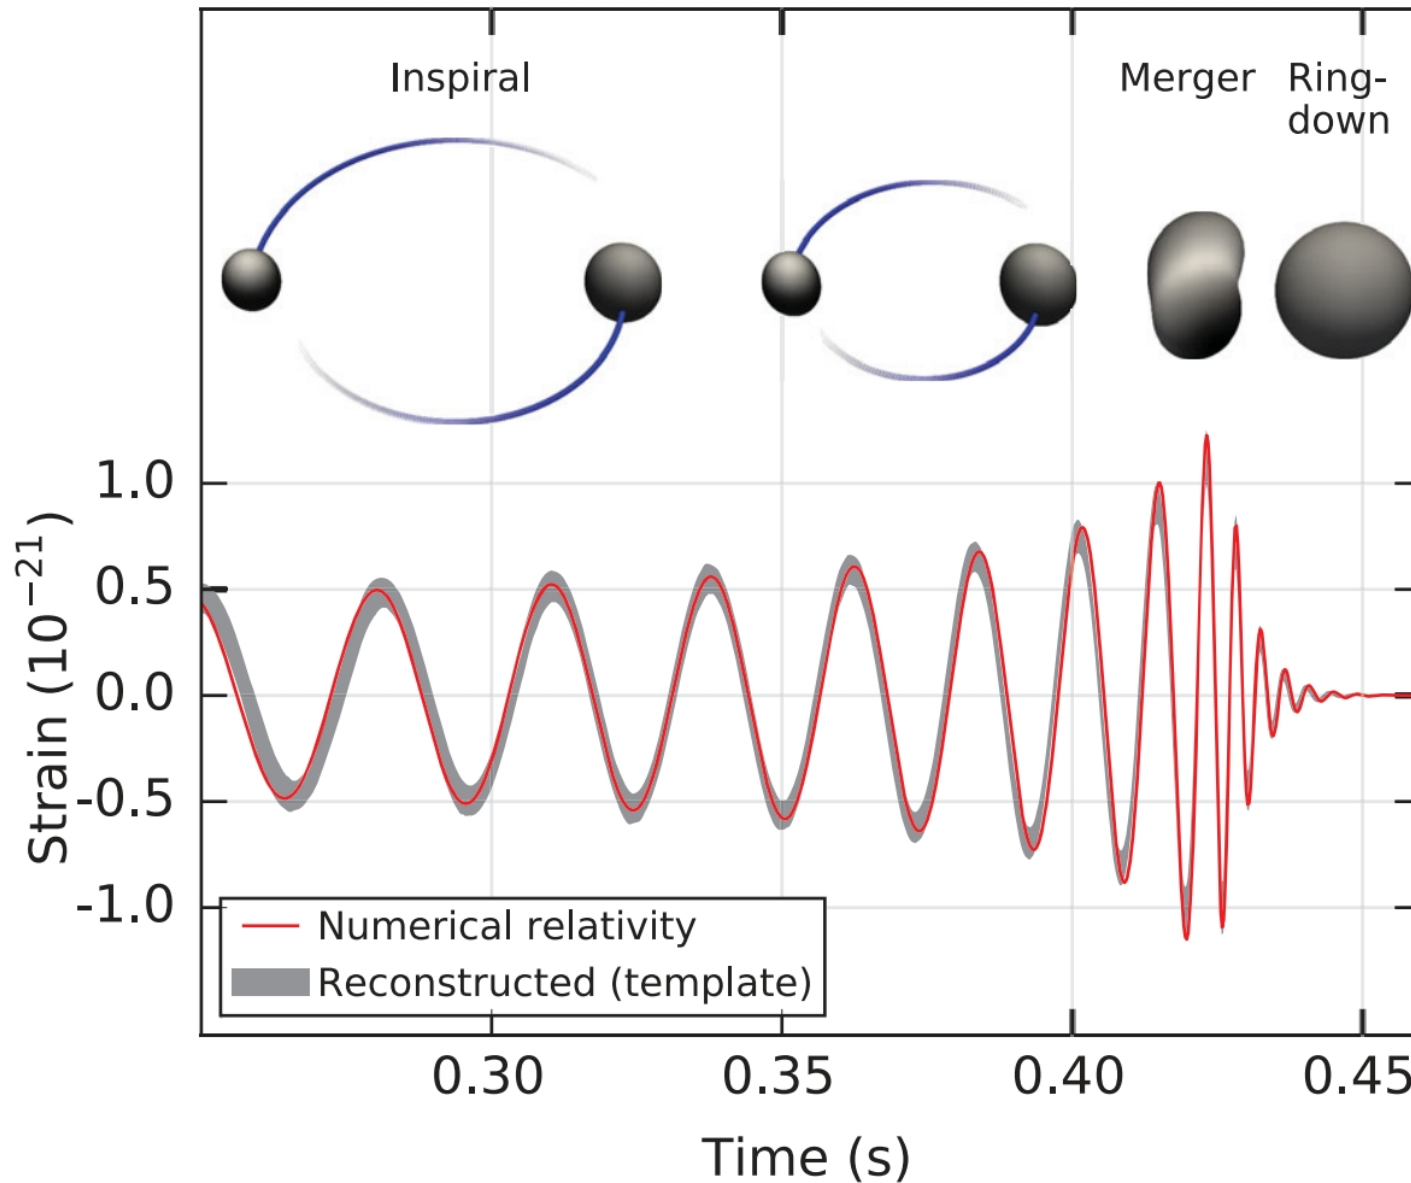 Inspiral
Merger
Ring-
down
1.0
0.5
0.0
-0.5
-1.0
Strain (10⁻²¹)
Numerical relativity
Reconstructed (template)
0.30 0.35 0.40 0.45
Time (s)